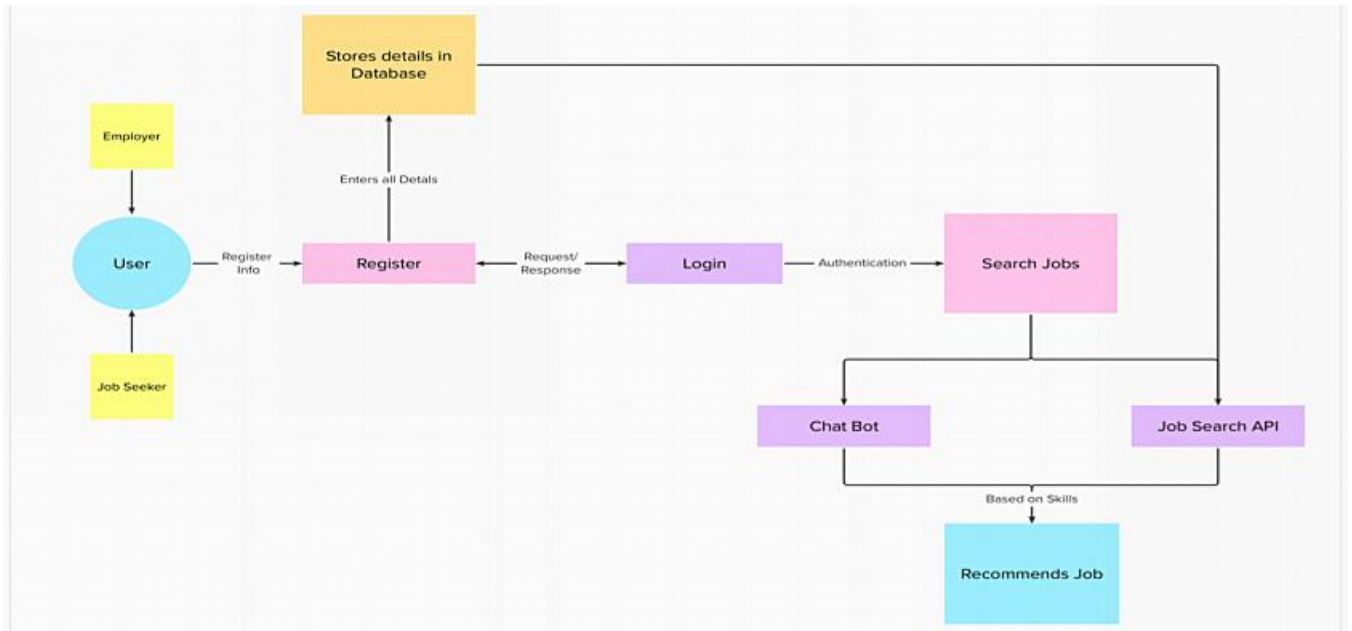 Stores details in
Database
Employer
Enters all Detals
User
Register
Info
Register
Request/
Response
Login
Authentication
Search Jobs
Job Seeker
Chat Bot
Job Search API
Based on Skills
Recommends Job